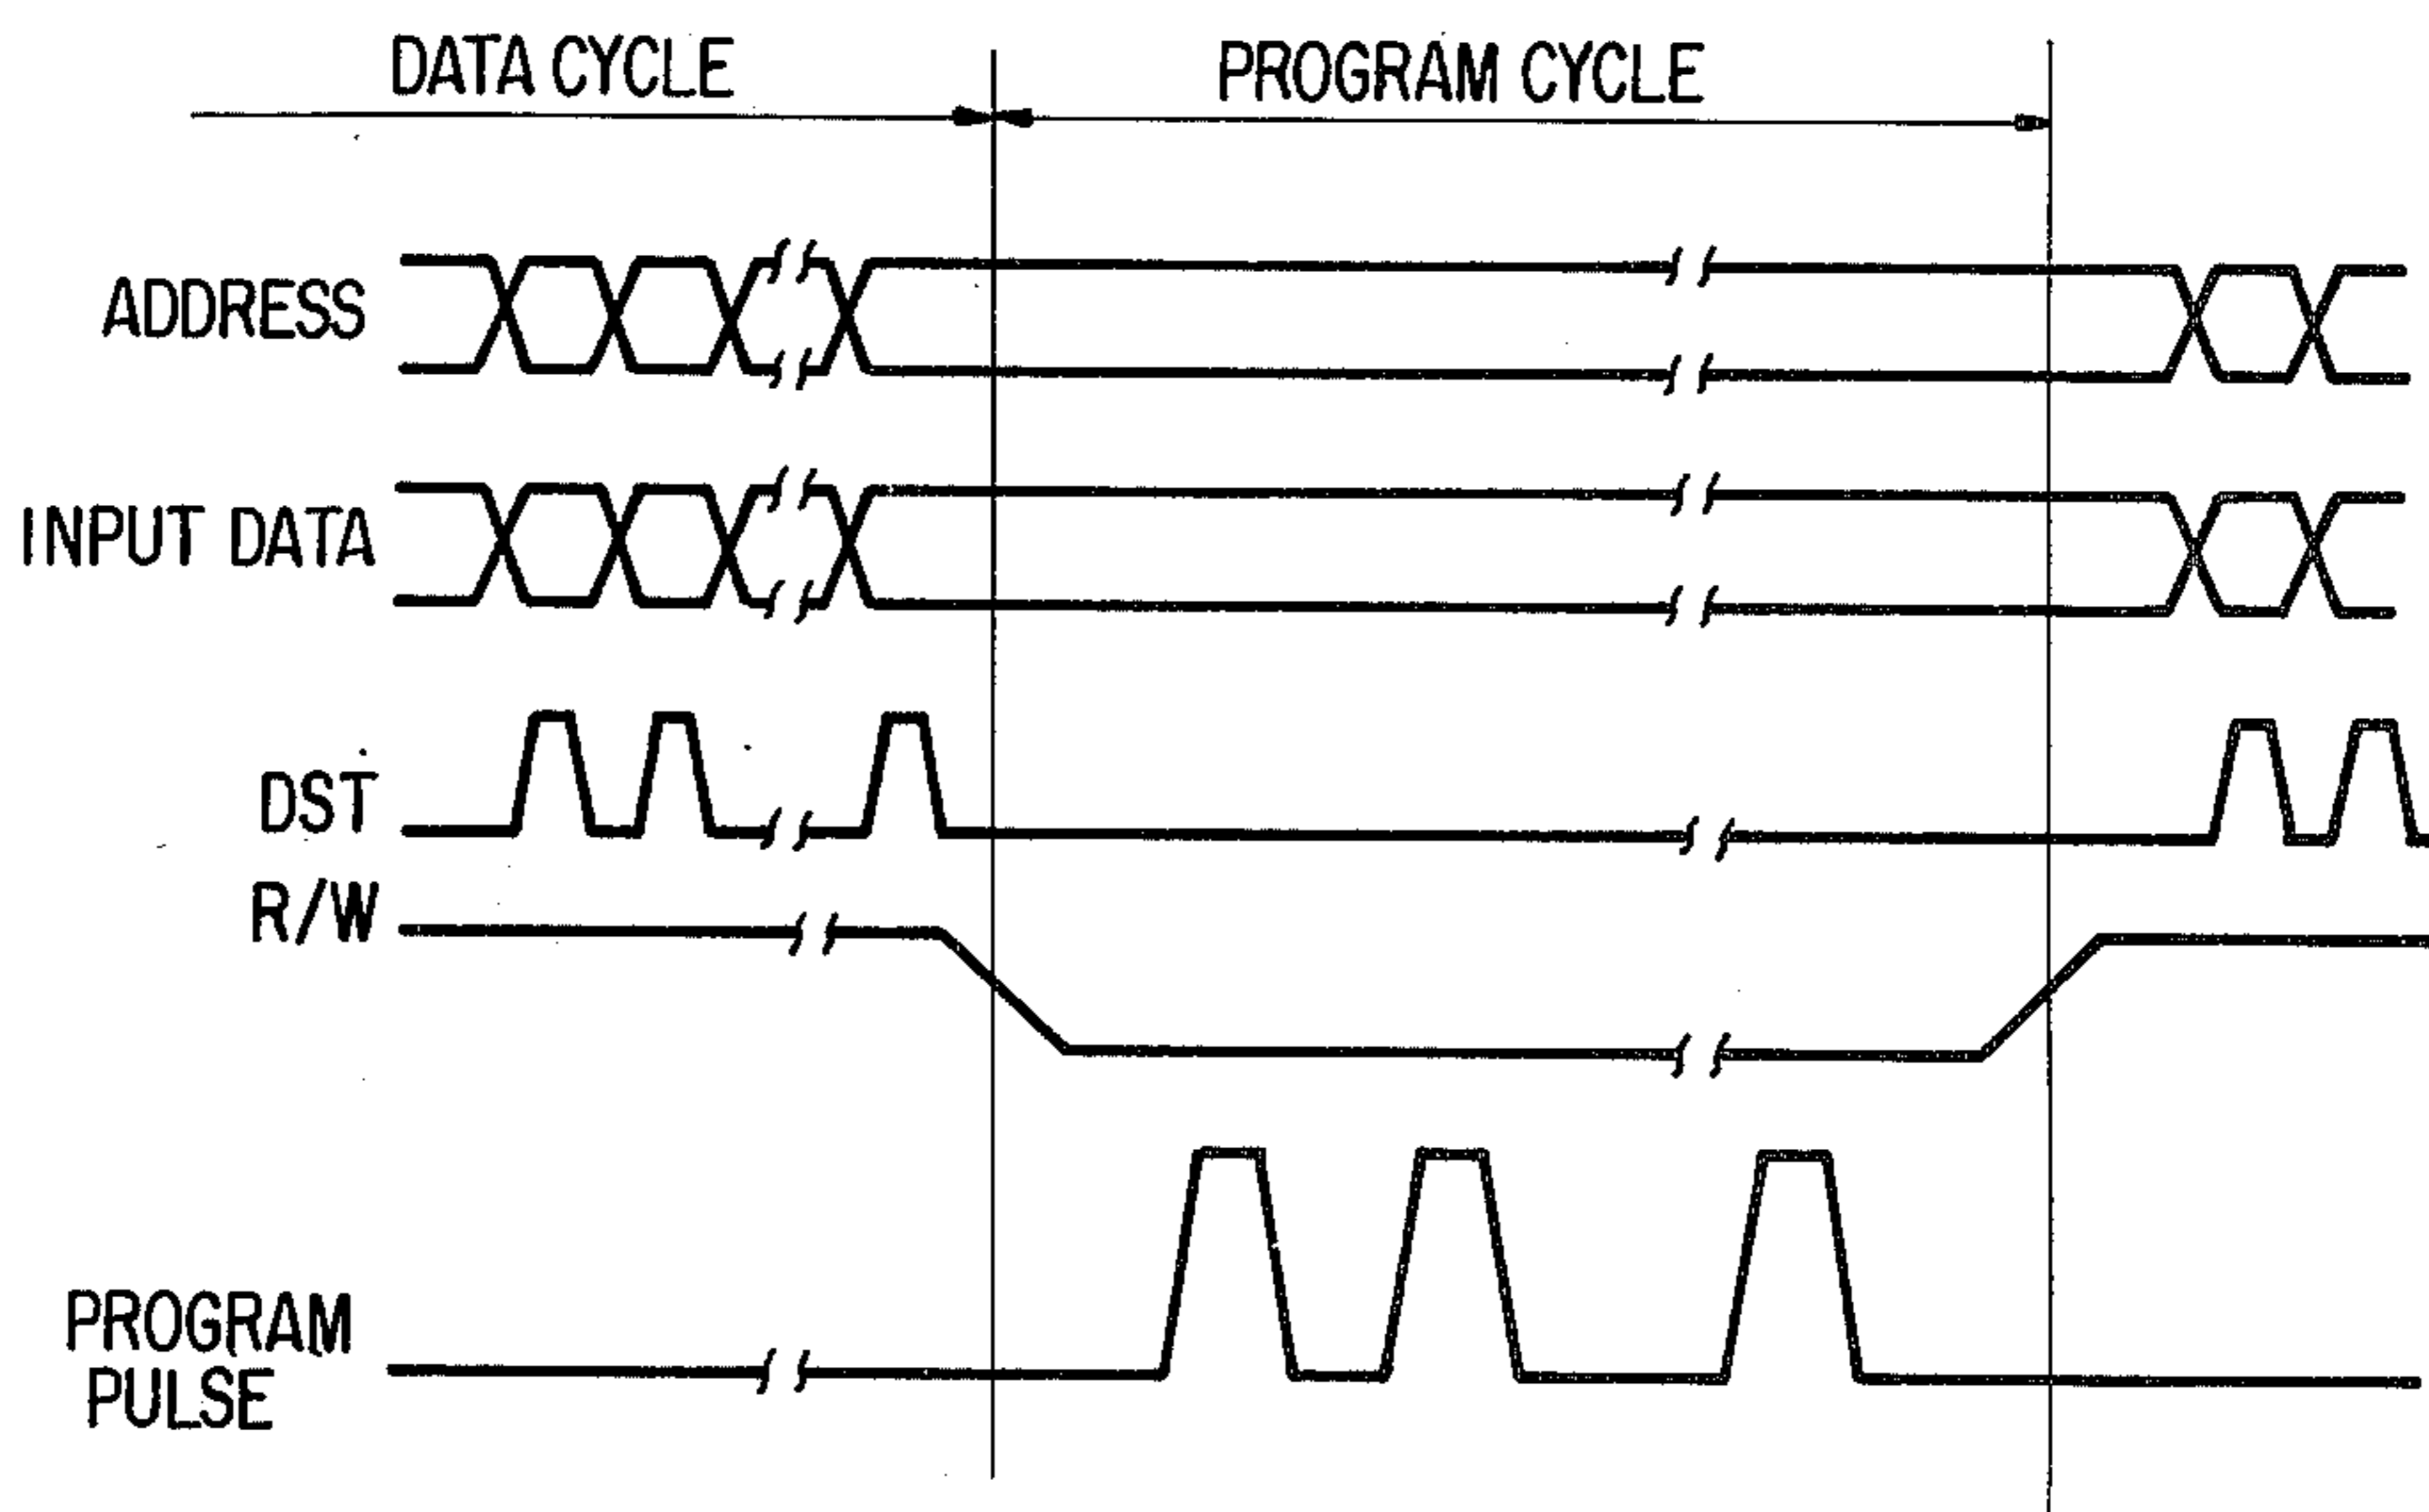 DATA CYCLE
PROGRAM CYCLE
ADDRESS
INPUT DATA
DST
R/W
PROGRAM
PULSE